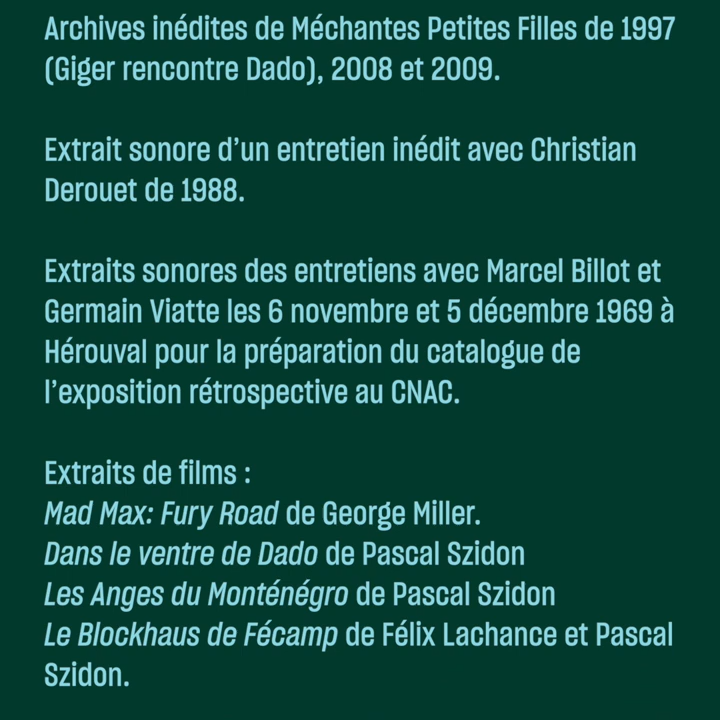 Archives inédites de Méchantes Petites Filles de 1997
(Giger rencontre Dado), 2008 et 2009.
Extrait sonore d’un entretien inédit avec Christian
Derouet de 1988.
Extraits sonores des entretiens avec Marcel Billot et
Germain Viatte les 6 novembre et 5 décembre 1969 à
Hérouval pour la préparation du catalogue de
l’exposition rétrospective au CNAC.
Extraits de films :
Mad Max: Fury Road de George Miller.
Dans le ventre de Dado de Pascal Szidon
Les Anges du Monténégro de Pascal Szidon
Le Blockhaus de Fécamp de Félix Lachance et Pascal
Szidon.